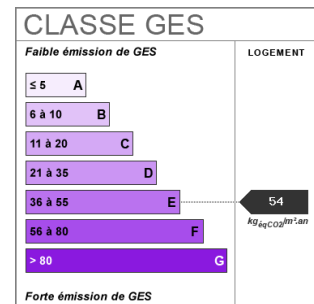 CLASSE GES
Faible émission de GES
LOGEMENT
≤ 5 A
6 à 10 B
11 à 20 C
21 à 35 D
36 à 55 E
54
kgéqCO2/m².an
56 à 80 F
> 80 G
Forte émission de GES